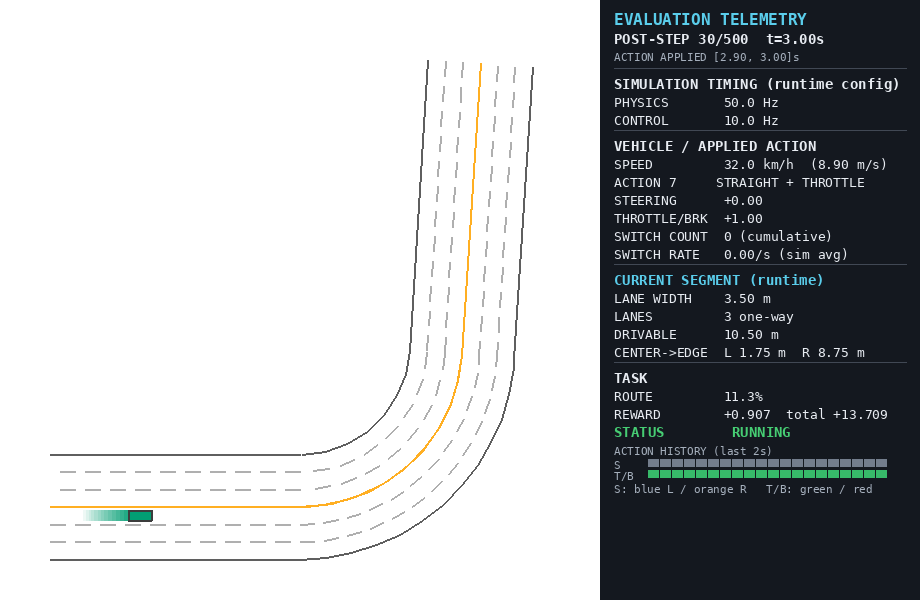 EVALUATION TELEMETRY
POST-STEP 30/500  t=3.00s
ACTION APPLIED [2.90, 3.00]s
SIMULATION TIMING (runtime config)
PHYSICS 50.0 Hz
CONTROL 10.0 Hz
VEHICLE / APPLIED ACTION
SPEED 32.0 km/h (8.90 m/s)
ACTION 7 STRAIGHT + THROTTLE
STEERING +0.00
THROTTLE/BRK +1.00
SWITCH COUNT 0 (cumulative)
SWITCH RATE 0.00/s (sim avg)
CURRENT SEGMENT (runtime)
LANE WIDTH 3.50 m
LANES 3 one-way
DRIVABLE 10.50 m
CENTER->EDGE L 1.75 m R 8.75 m
TASK
ROUTE 11.3%
REWARD +0.907 total +13.709
STATUS RUNNING
ACTION HISTORY (last 2s)
S
T/B
S: blue L / orange R T/B: green / red